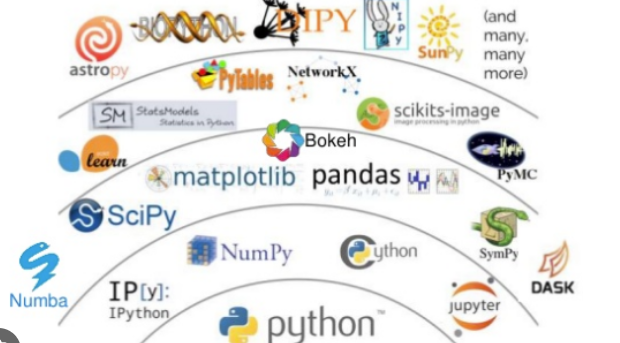 BIOPYTHON
DIPY
NIPY
SunPy
(and
many,
many
more)
astropy
PyTables
NetworkX
SM StatsModels
Statistics in Python
scikits-image
image processing in python
Bokeh
learn
matplotlib
pandas
PyMC
SciPy
NumPy
Cython
SymPy
DASK
Numba
IP[y]:
IPython
jupyter
python™